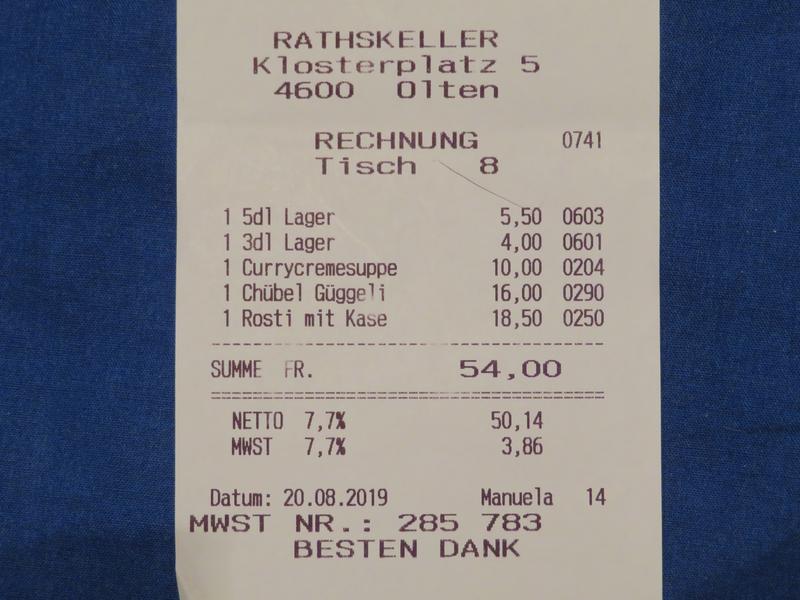 RATHSKELLER
Klosterplatz 5
4600 Olten
RECHNUNG 0741
Tisch 8
1 5dl Lager 5,50 0603
1 3dl Lager 4,00 0601
1 Currycremesuppe 10,00 0204
1 Chübel Güggeli 16,00 0290
1 Rosti mit Kase 18,50 0250
SUMME FR. 54,00
NETTO 7,7% 50,14
MWST 7,7% 3,86
Datum: 20.08.2019 Manuela 14
MWST NR.: 285 783
BESTEN DANK